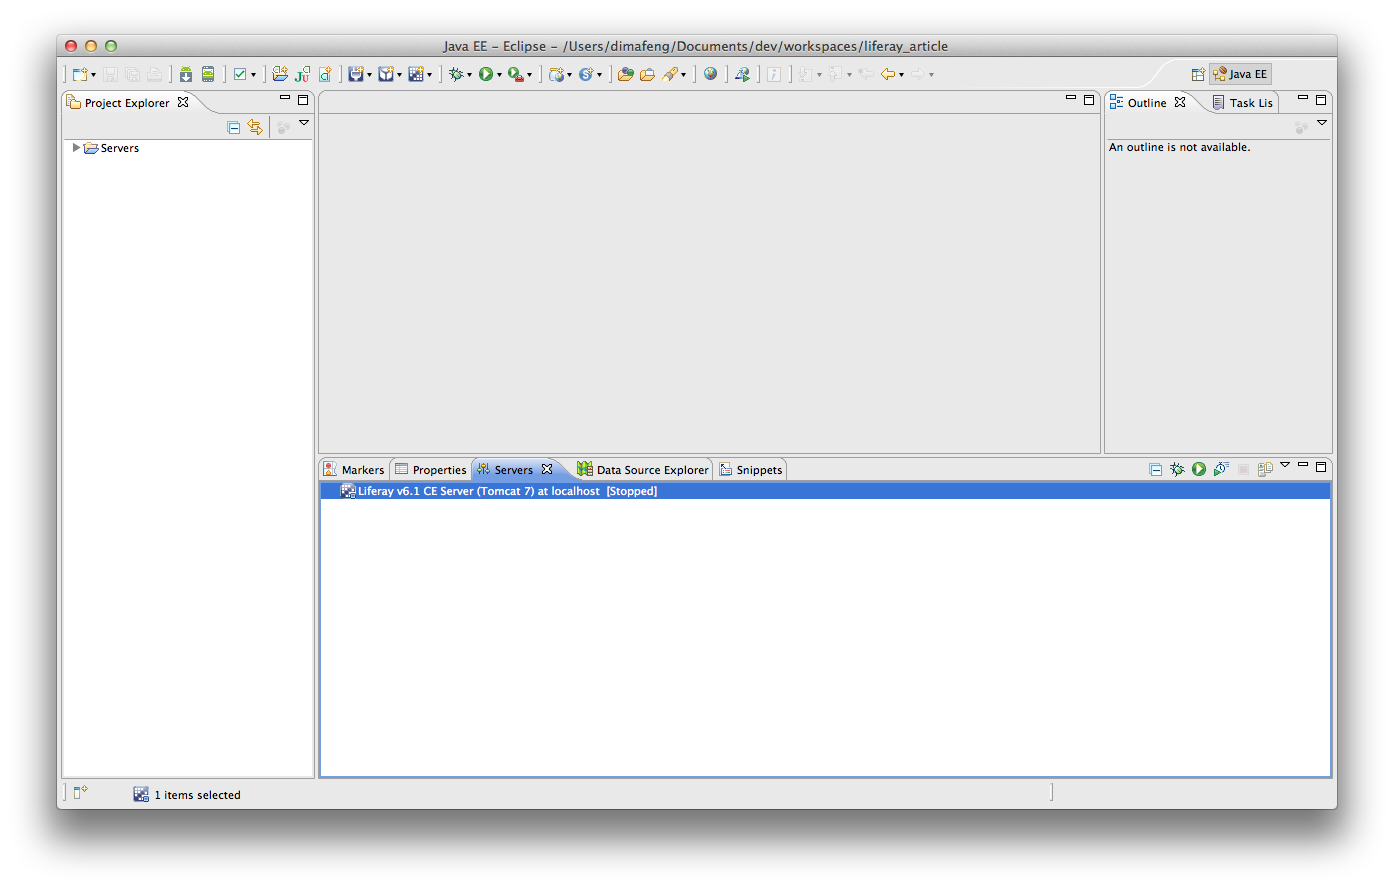 Java EE – Eclipse – /Users/dimafeng/Documents/dev/workspaces/liferay_article
Java EE
Project Explorer
Outline
Task Lis
Servers
An outline is not available.
Markers
Properties
Servers
Data Source Explorer
Snippets
Liferay v6.1 CE Server (Tomcat 7) at localhost [Stopped]
1 items selected